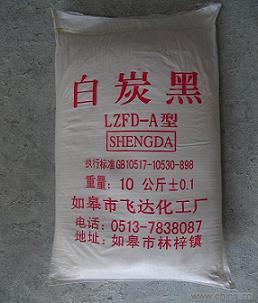 白炭黑
LZFD-A型
SHENGDA
执行标准GB10517-10530-898
重量: 10 公斤±0.1
如皋市飞达化工厂
电话: 0513-7838087
地址: 如皋市林梓镇